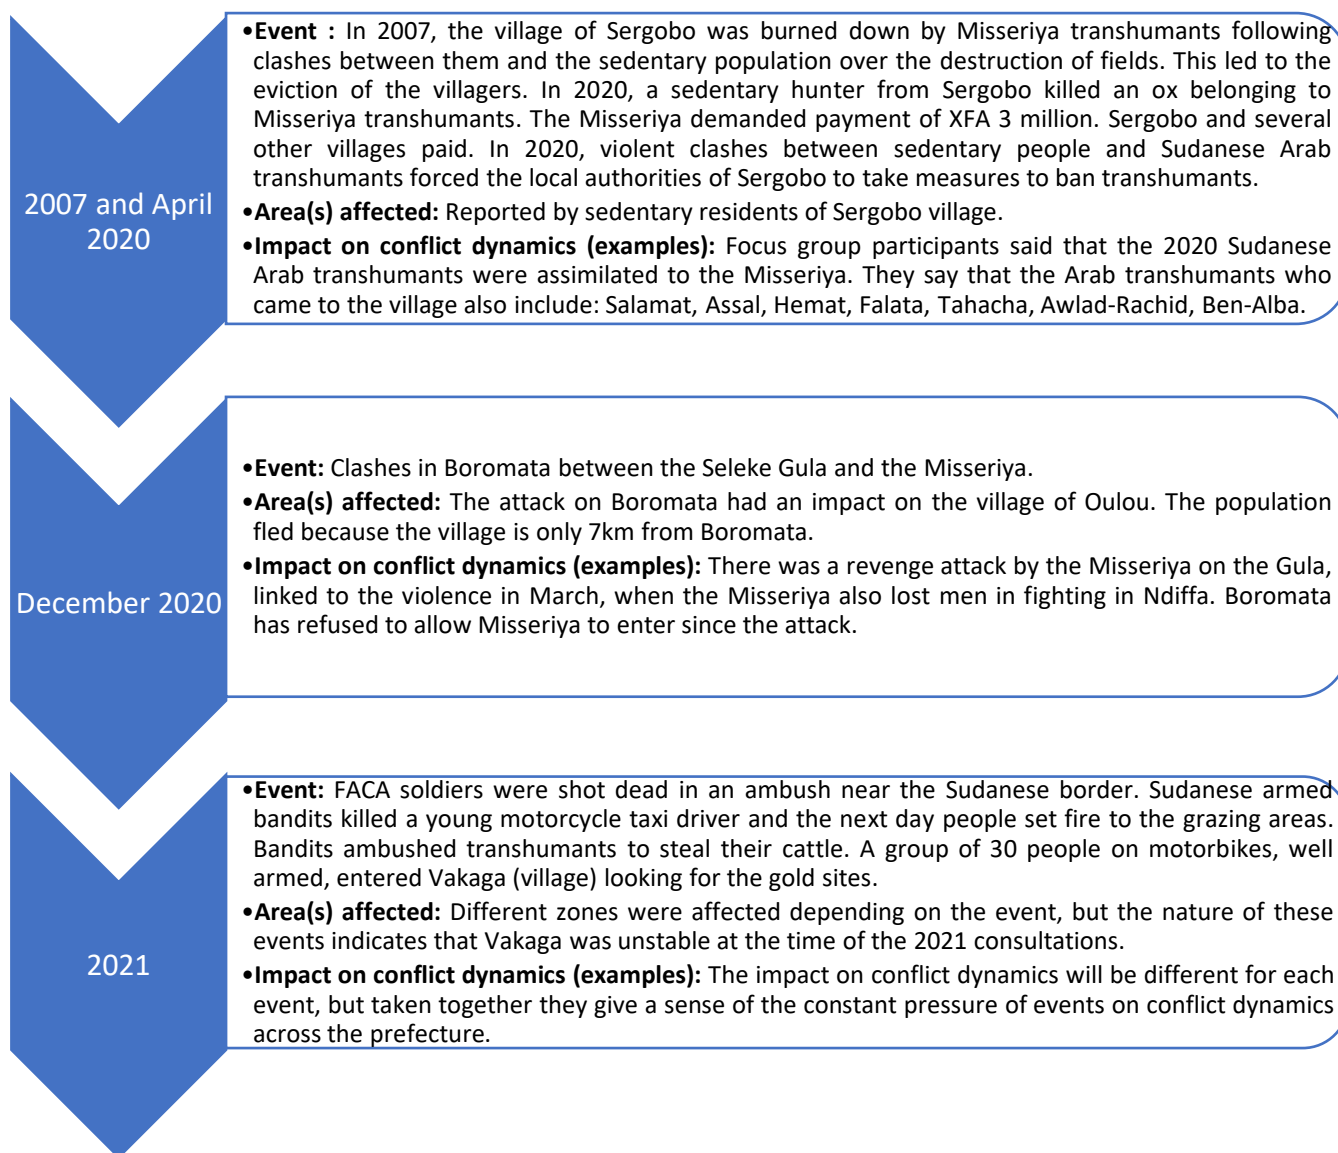 2007 and April
2020
•Event : In 2007, the village of Sergobo was burned down by Misseriya transhumants following
clashes between them and the sedentary population over the destruction of fields. This led to the
eviction of the villagers. In 2020, a sedentary hunter from Sergobo killed an ox belonging to
Misseriya transhumants. The Misseriya demanded payment of XFA 3 million. Sergobo and several
other villages paid. In 2020, violent clashes between sedentary people and Sudanese Arab
transhumants forced the local authorities of Sergobo to take measures to ban transhumants.
•Area(s) affected: Reported by sedentary residents of Sergobo village.
•Impact on conflict dynamics (examples): Focus group participants said that the 2020 Sudanese
Arab transhumants were assimilated to the Misseriya. They say that the Arab transhumants who
came to the village also include: Salamat, Assal, Hemat, Falata, Tahacha, Awlad-Rachid, Ben-Alba.
December 2020
•Event: Clashes in Boromata between the Seleke Gula and the Misseriya.
•Area(s) affected: The attack on Boromata had an impact on the village of Oulou. The population
fled because the village is only 7km from Boromata.
•Impact on conflict dynamics (examples): There was a revenge attack by the Misseriya on the Gula,
linked to the violence in March, when the Misseriya also lost men in fighting in Ndiffa. Boromata
has refused to allow Misseriya to enter since the attack.
2021
•Event: FACA soldiers were shot dead in an ambush near the Sudanese border. Sudanese armed
bandits killed a young motorcycle taxi driver and the next day people set fire to the grazing areas.
Bandits ambushed transhumants to steal their cattle. A group of 30 people on motorbikes, well
armed, entered Vakaga (village) looking for the gold sites.
•Area(s) affected: Different zones were affected depending on the event, but the nature of these
events indicates that Vakaga was unstable at the time of the 2021 consultations.
•Impact on conflict dynamics (examples): The impact on conflict dynamics will be different for each
event, but taken together they give a sense of the constant pressure of events on conflict dynamics
across the prefecture.